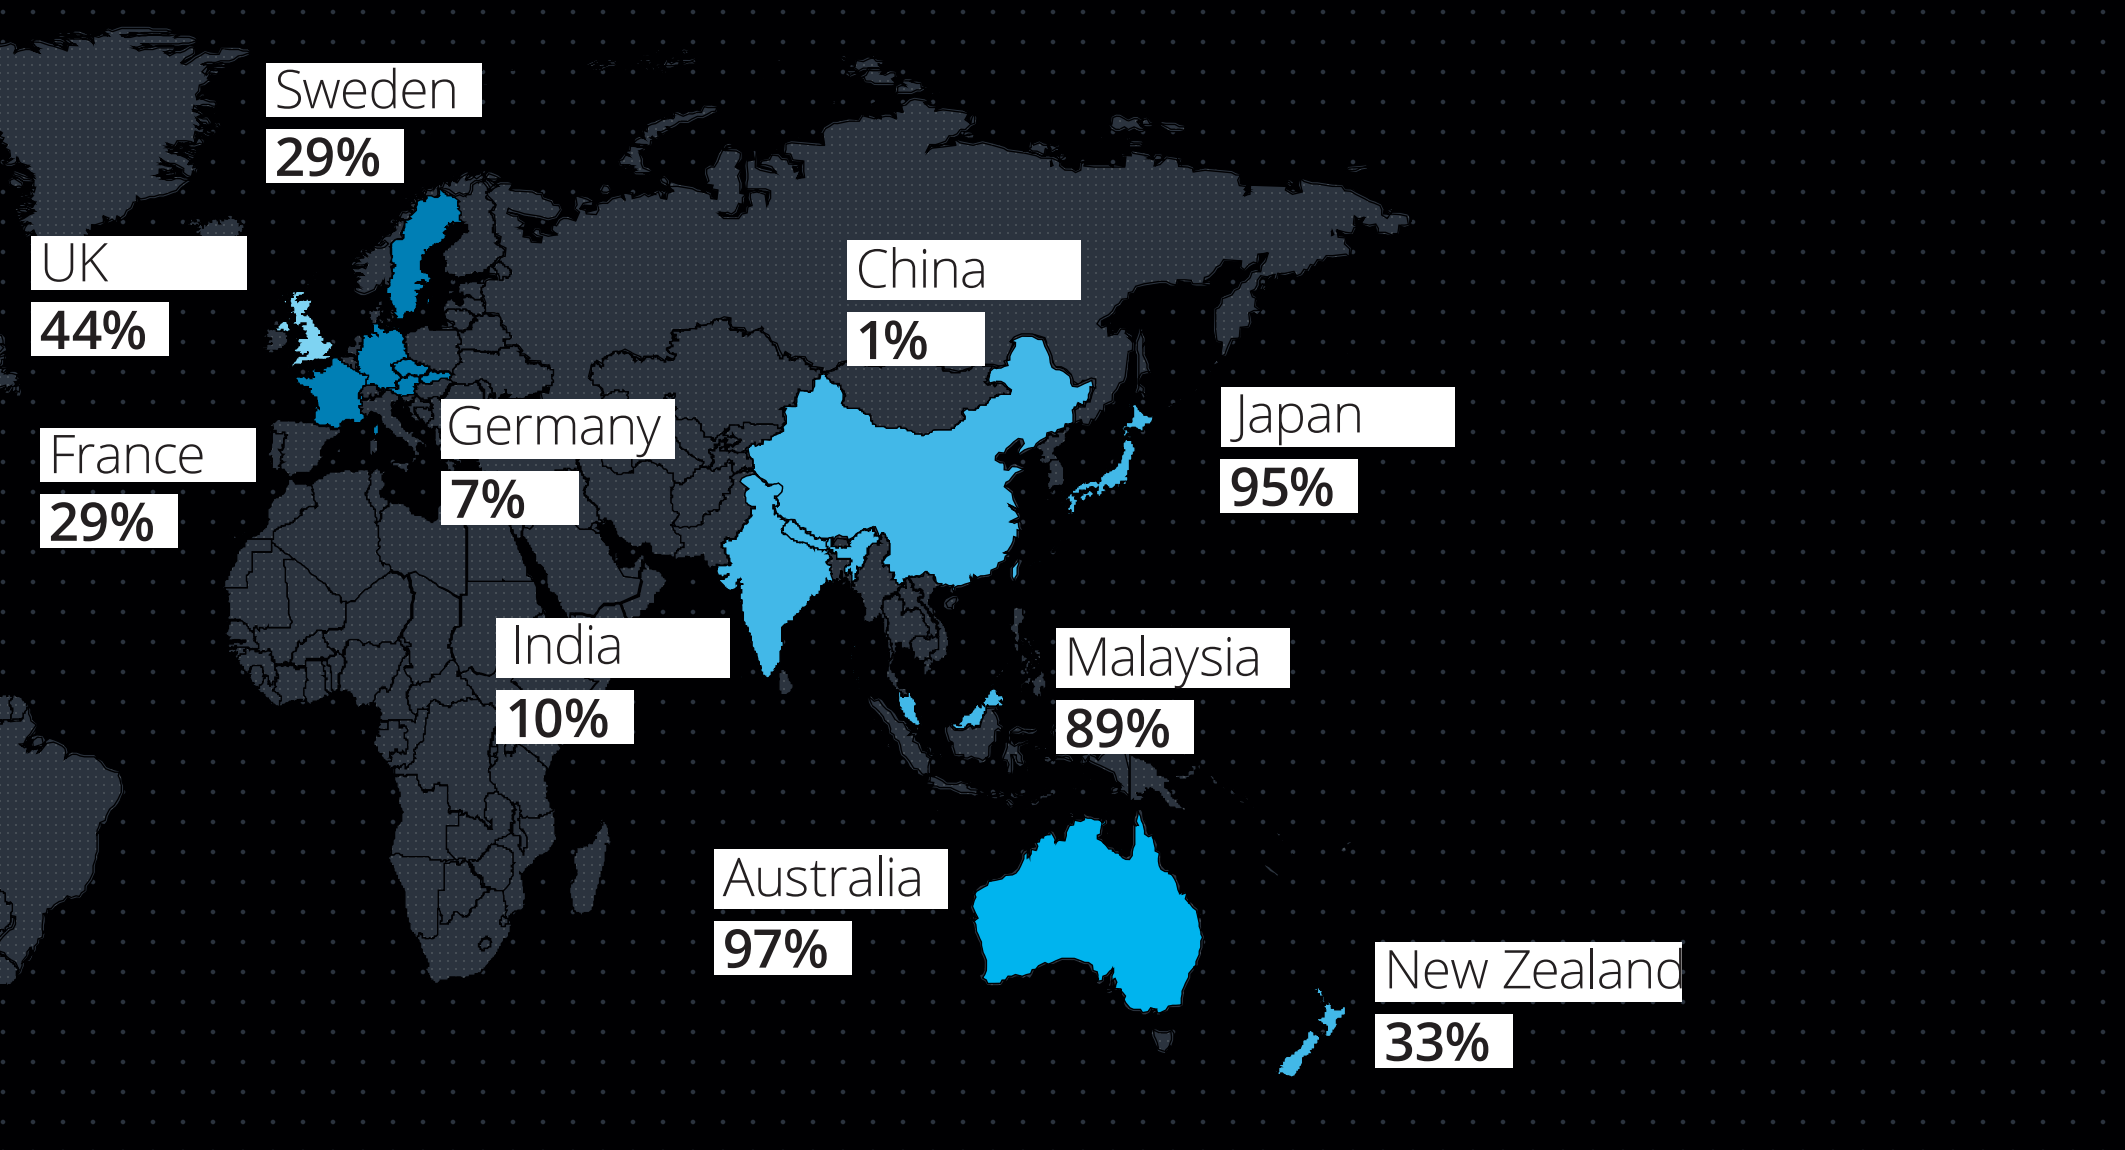 Sweden
29%
UK
44%
China
1%
Japan
95%
Germany
7%
France
29%
India
10%
Malaysia
89%
Australia
97%
New Zealand
33%